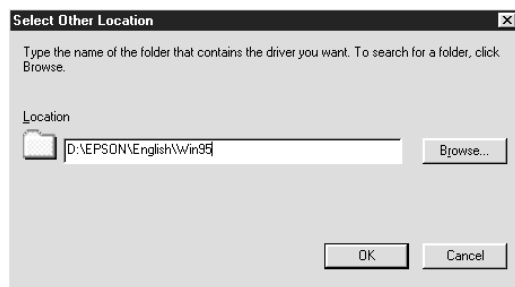 Select Other Location
Type the name of the folder that contains the driver you want. To search for a folder, click
Browse.
Location
D:\EPSON\English\Win95
Browse...
OK
Cancel